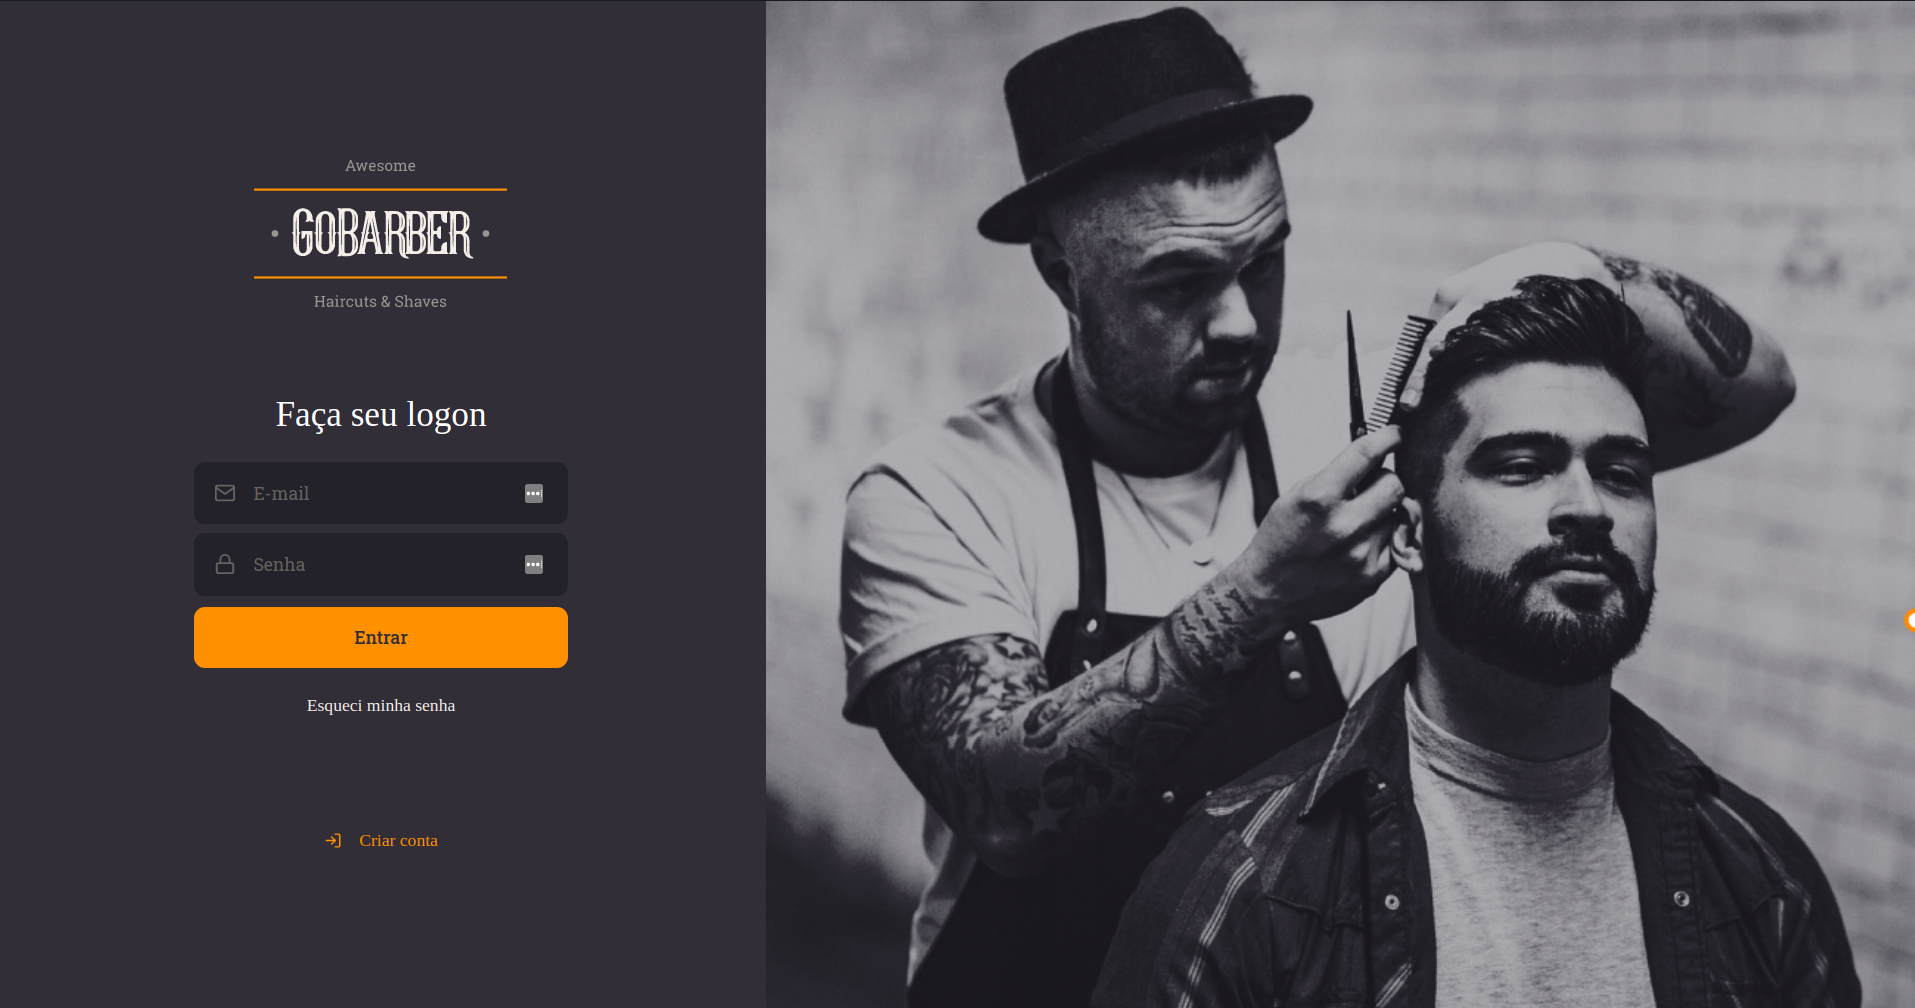 Awesome
GOBARBER
Haircuts & Shaves
Faça seu logon
E-mail
Senha
Entrar
Esqueci minha senha
Criar conta